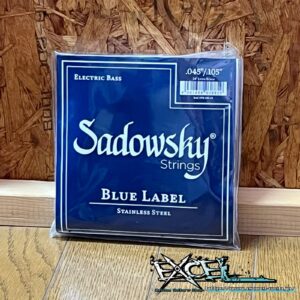 Electric Bass
.045"/.105"
Sadowsky®
Strings
Blue Label
Stainless Steel
EXCEL